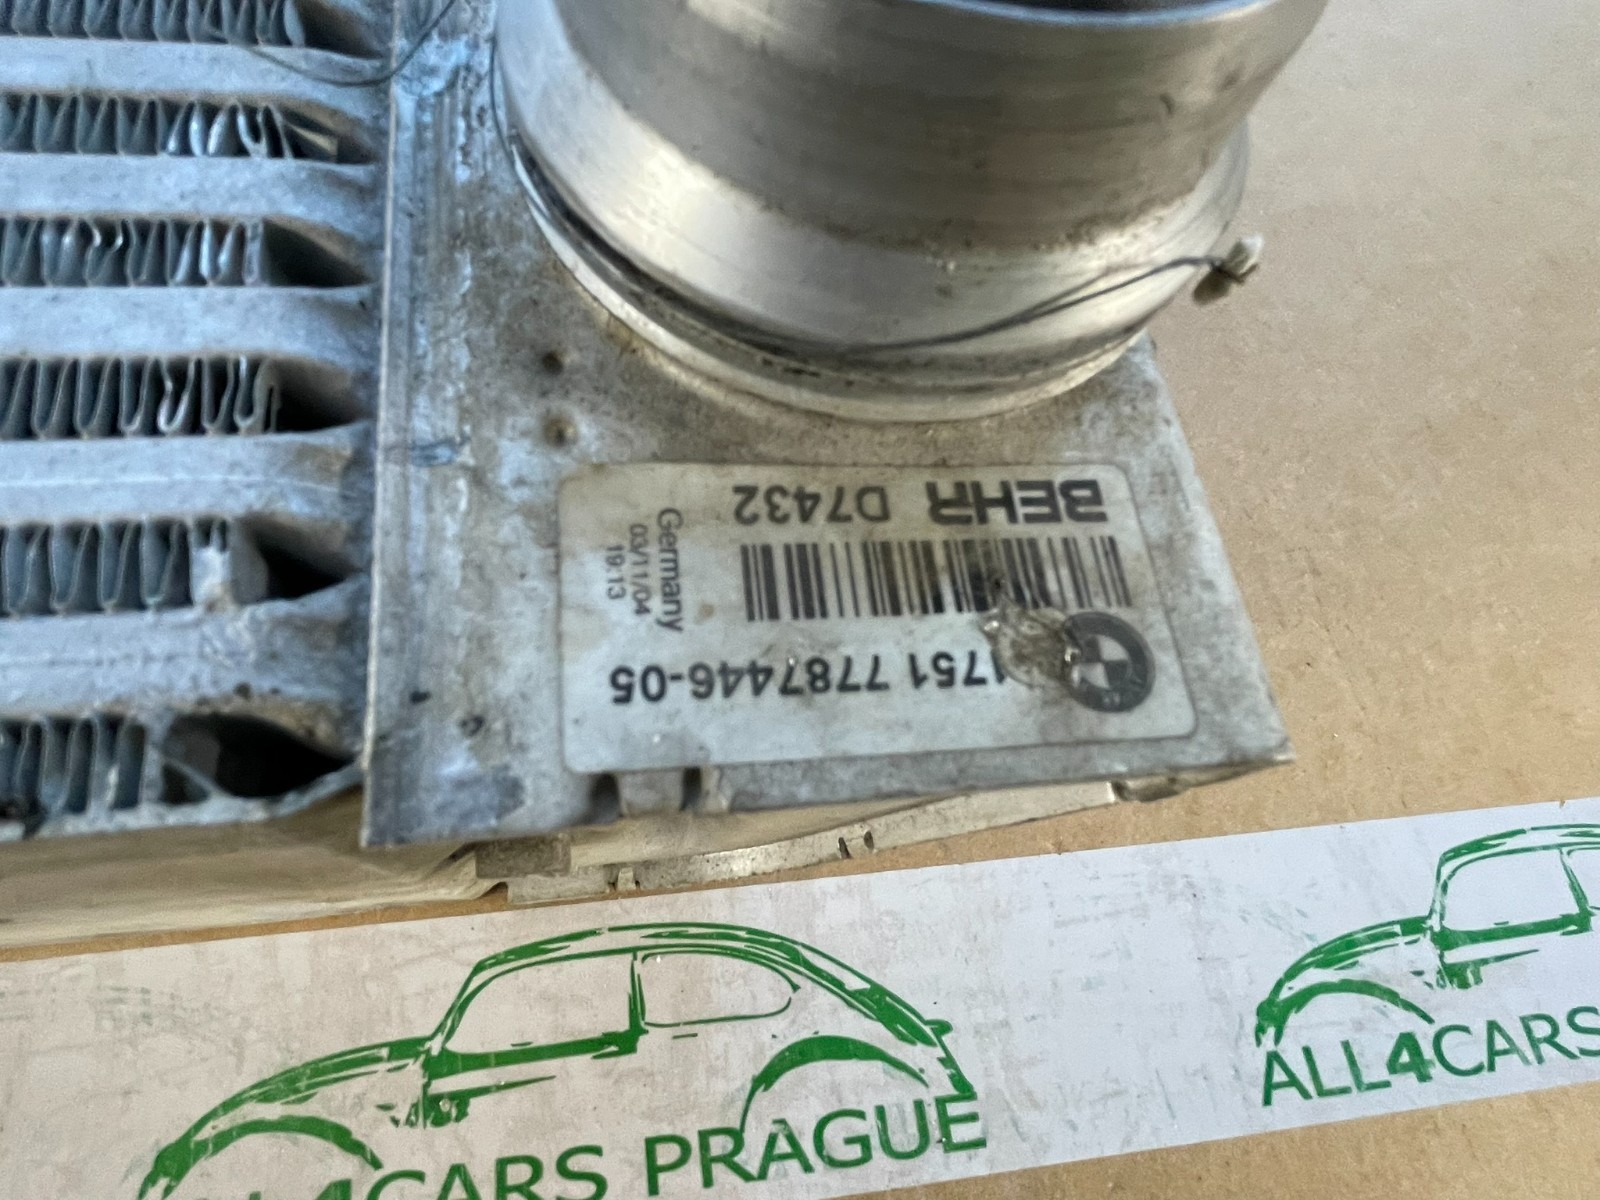 BEHR D7432
Germany
03/11/04
19:13
1751 7787446-05
ALL4CARS PRAGUE
ALL4CARS